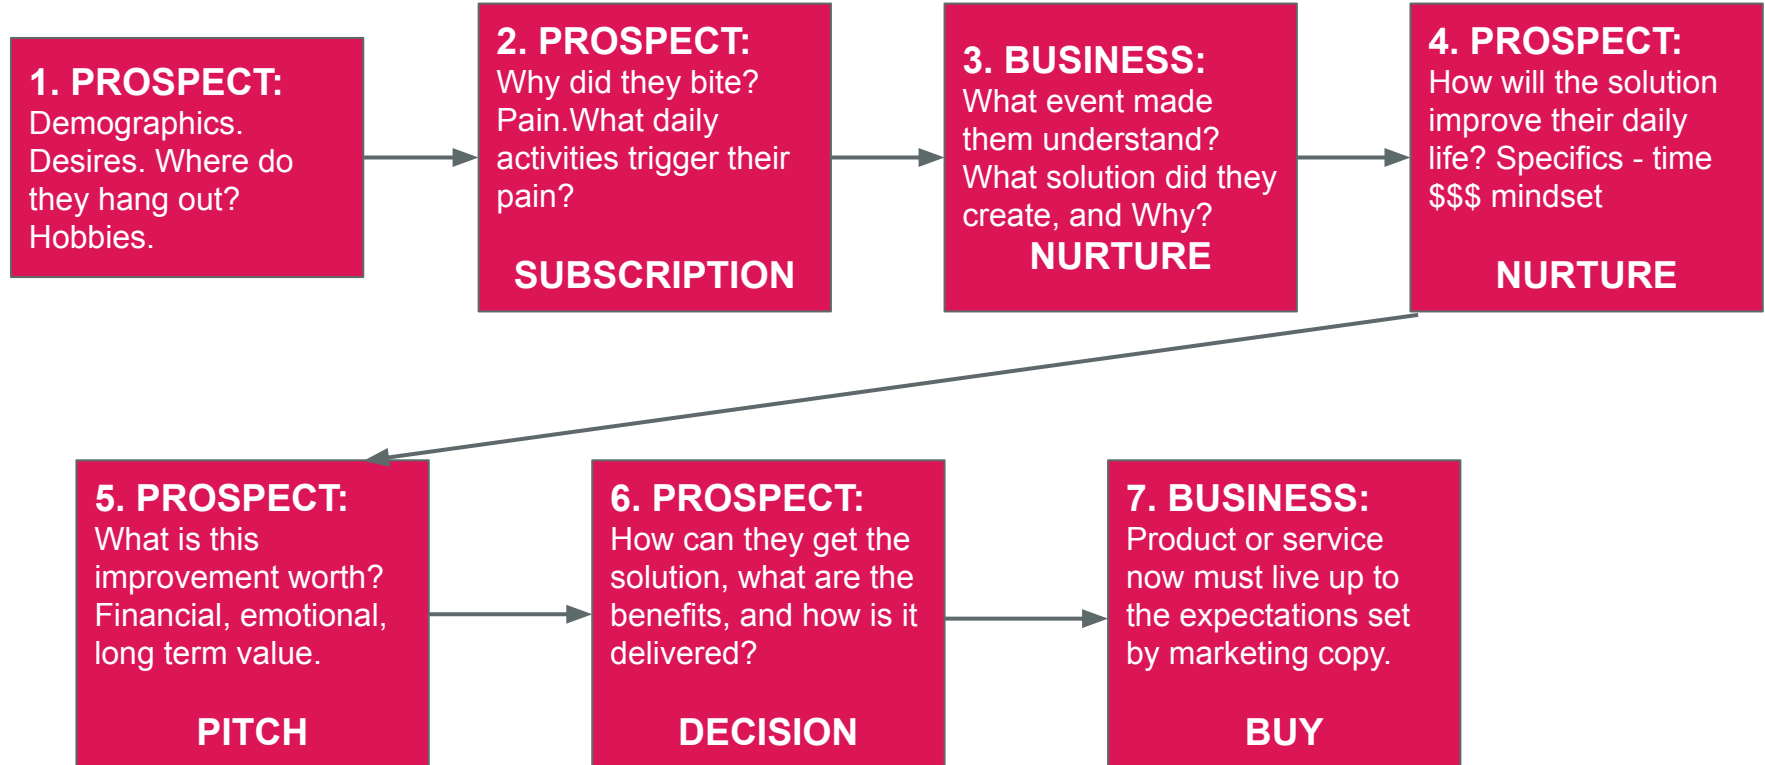 1. PROSPECT:
Demographics.
Desires. Where do
they hang out?
Hobbies.
2. PROSPECT:
Why did they bite?
Pain.What daily
activities trigger their
pain?
SUBSCRIPTION
3. BUSINESS:
What event made
them understand?
What solution did they
create, and Why?
NURTURE
4. PROSPECT:
How will the solution
improve their daily
life? Specifics - time
$$$ mindset
NURTURE
5. PROSPECT:
What is this
improvement worth?
Financial, emotional,
long term value.
PITCH
6. PROSPECT:
How can they get the
solution, what are the
benefits, and how is it
delivered?
DECISION
7. BUSINESS:
Product or service
now must live up to
the expectations set
by marketing copy.
BUY